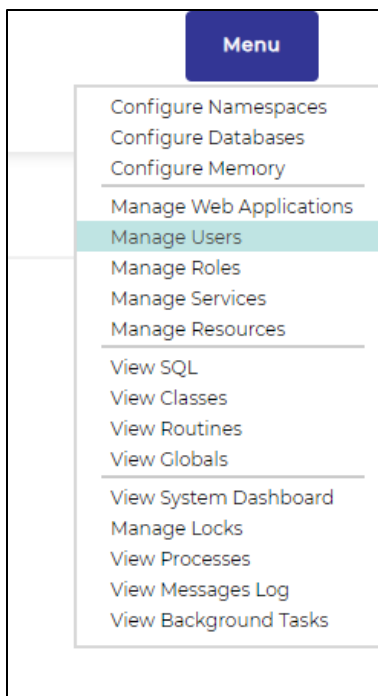 Menu
Configure Namespaces
Configure Databases
Configure Memory
Manage Web Applications
Manage Users
Manage Roles
Manage Services
Manage Resources
View SQL
View Classes
View Routines
View Globals
View System Dashboard
Manage Locks
View Processes
View Messages Log
View Background Tasks